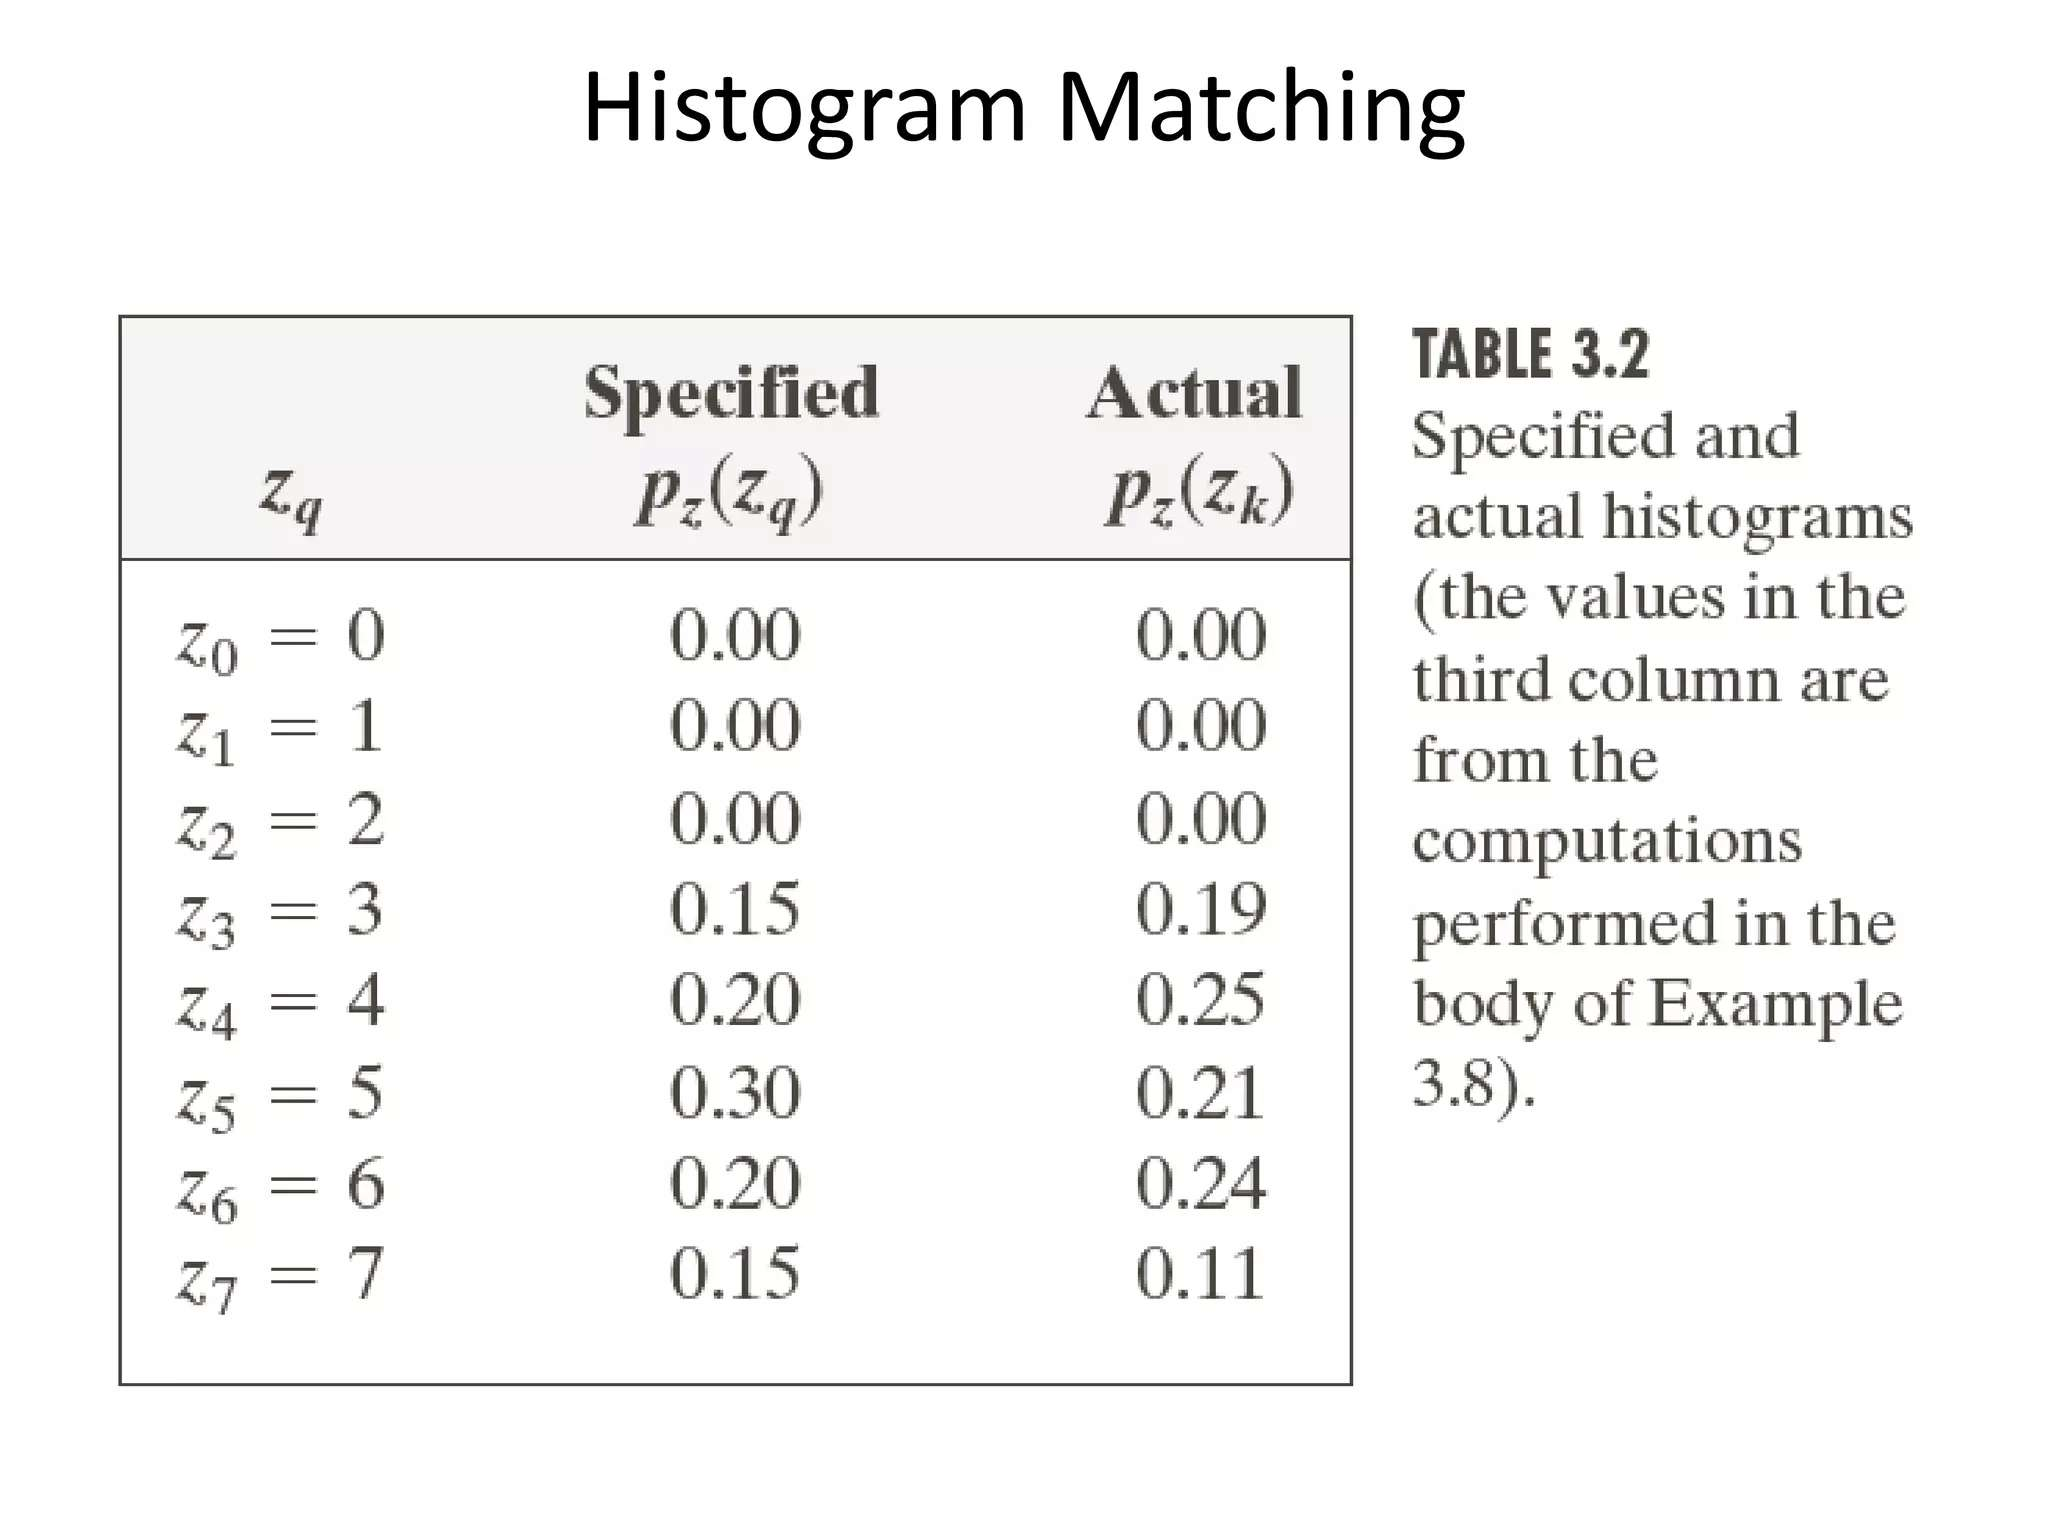 Histogram Matching
Specified Actual
z_q p_z(z_q) p_z(z_k)
z_0 = 0 0.00 0.00
z_1 = 1 0.00 0.00
z_2 = 2 0.00 0.00
z_3 = 3 0.15 0.19
z_4 = 4 0.20 0.25
z_5 = 5 0.30 0.21
z_6 = 6 0.20 0.24
z_7 = 7 0.15 0.11
TABLE 3.2
Specified and
actual histograms
(the values in the
third column are
from the
computations
performed in the
body of Example
3.8).